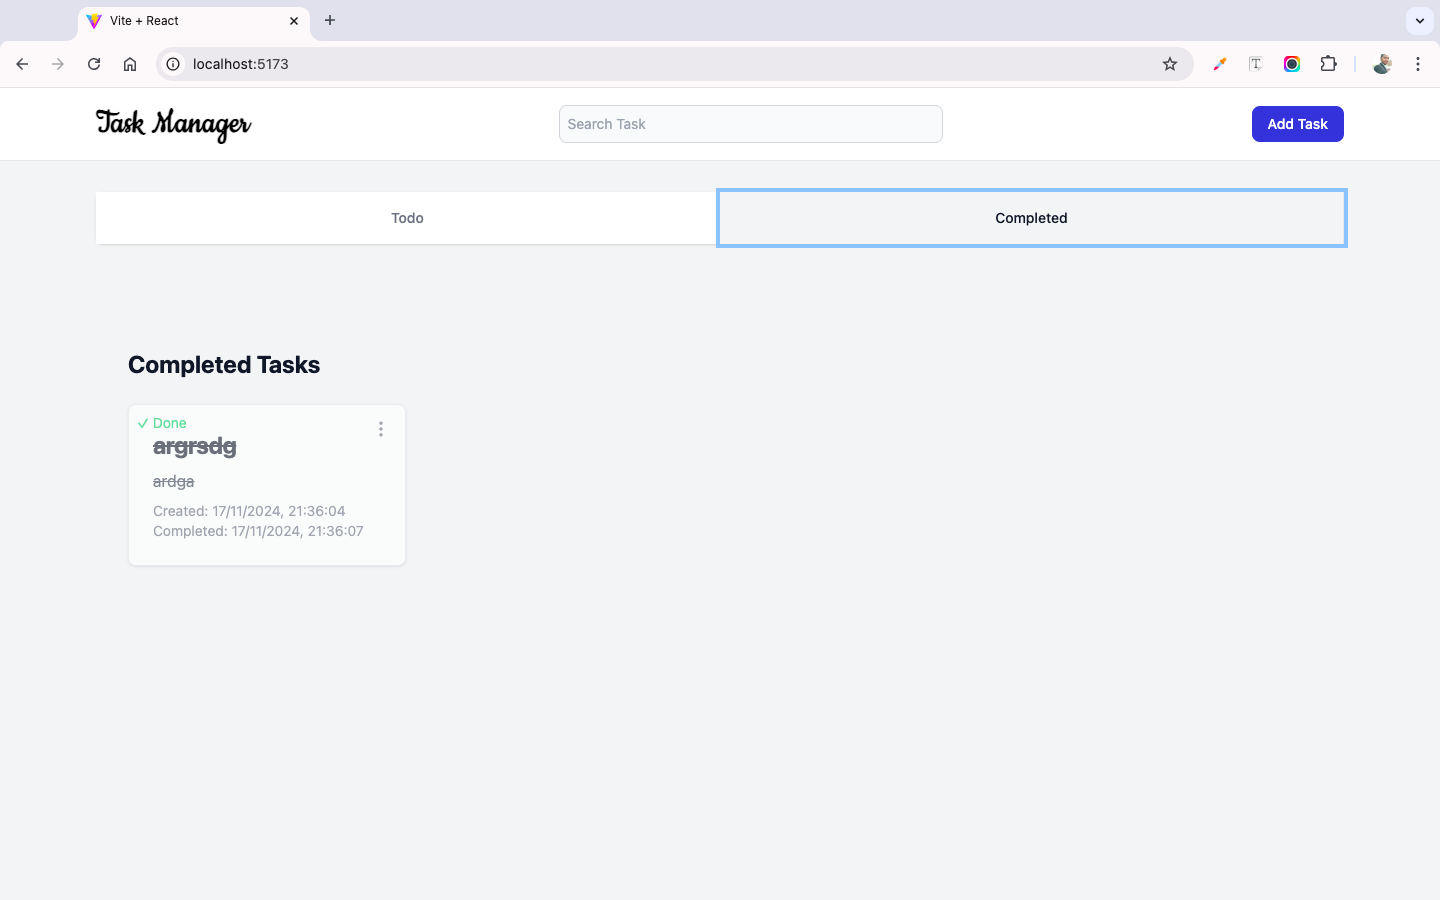 Vite + React
localhost:5173
Task Manager
Search Task
Add Task
Todo
Completed
Completed Tasks
✓ Done
argrsdg
ardga
Created: 17/11/2024, 21:36:04
Completed: 17/11/2024, 21:36:07